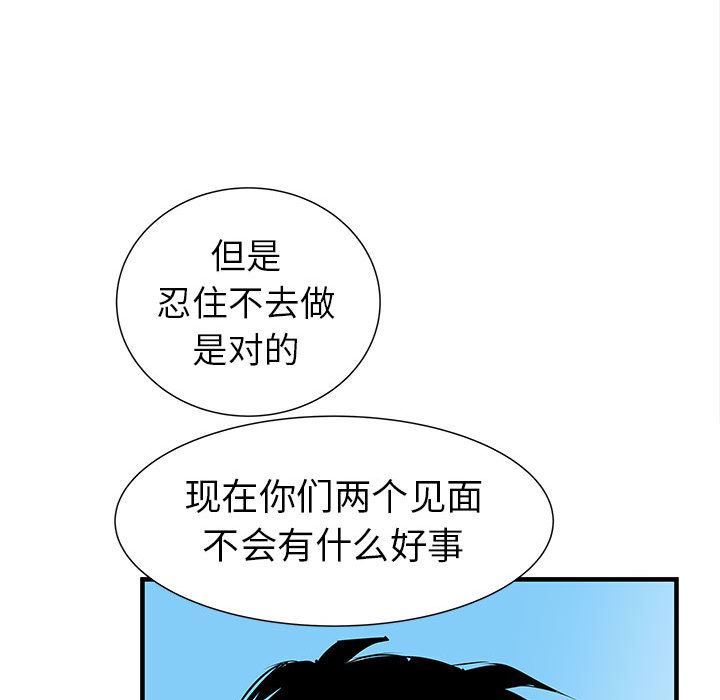 但是
忍住不去做
是对的
现在你们两个见面
不会有什么好事